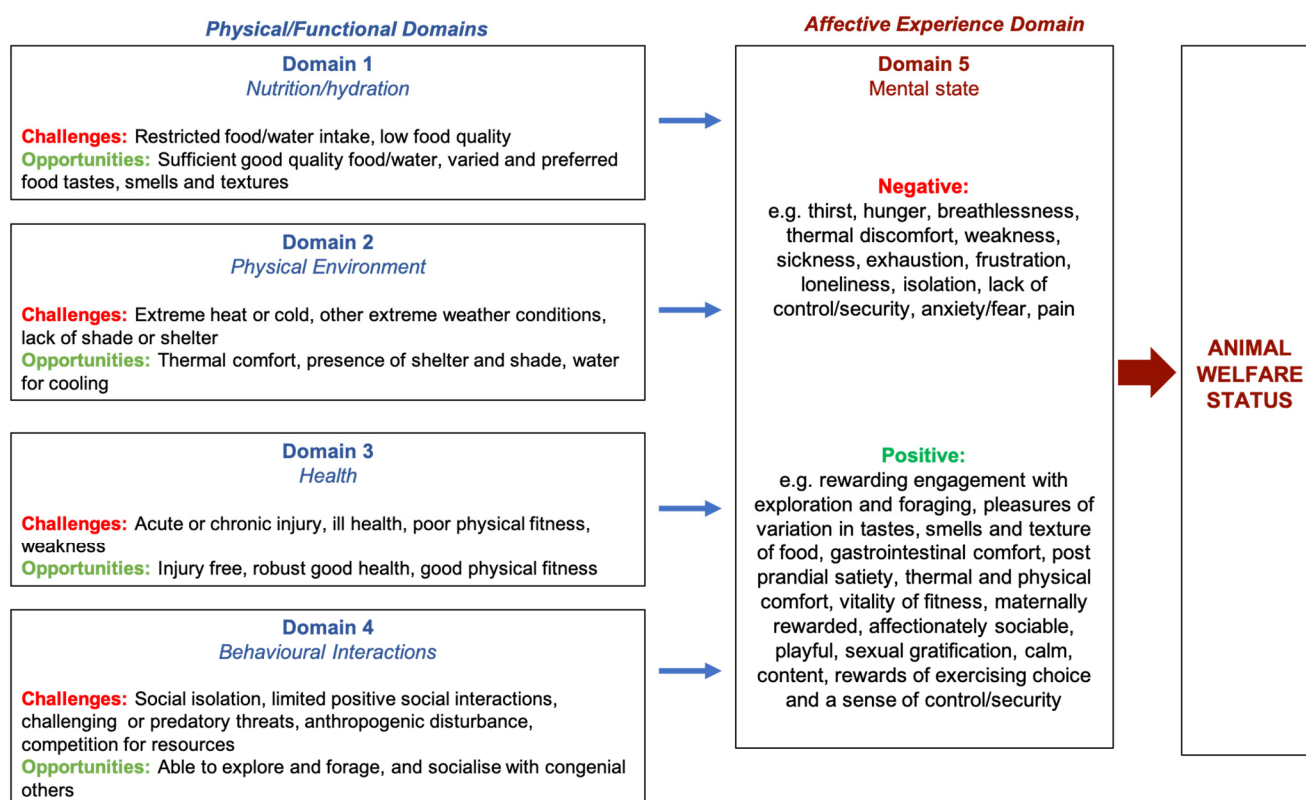 Physical/Functional Domains
Domain 1
Nutrition/hydration
Challenges: Restricted food/water intake, low food quality
Opportunities: Sufficient good quality food/water, varied and preferred
food tastes, smells and textures
Domain 2
Physical Environment
Challenges: Extreme heat or cold, other extreme weather conditions,
lack of shade or shelter
Opportunities: Thermal comfort, presence of shelter and shade, water
for cooling
Domain 3
Health
Challenges: Acute or chronic injury, ill health, poor physical fitness,
weakness
Opportunities: Injury free, robust good health, good physical fitness
Domain 4
Behavioural Interactions
Challenges: Social isolation, limited positive social interactions,
challenging or predatory threats, anthropogenic disturbance,
competition for resources
Opportunities: Able to explore and forage, and socialise with congenial
others
Affective Experience Domain
Domain 5
Mental state
Negative:
e.g. thirst, hunger, breathlessness,
thermal discomfort, weakness,
sickness, exhaustion, frustration,
loneliness, isolation, lack of
control/security, anxiety/fear, pain
Positive:
e.g. rewarding engagement with
exploration and foraging, pleasures of
variation in tastes, smells and texture
of food, gastrointestinal comfort, post
prandial satiety, thermal and physical
comfort, vitality of fitness, maternally
rewarded, affectionately sociable,
playful, sexual gratification, calm,
content, rewards of exercising choice
and a sense of control/security
ANIMAL
WELFARE
STATUS